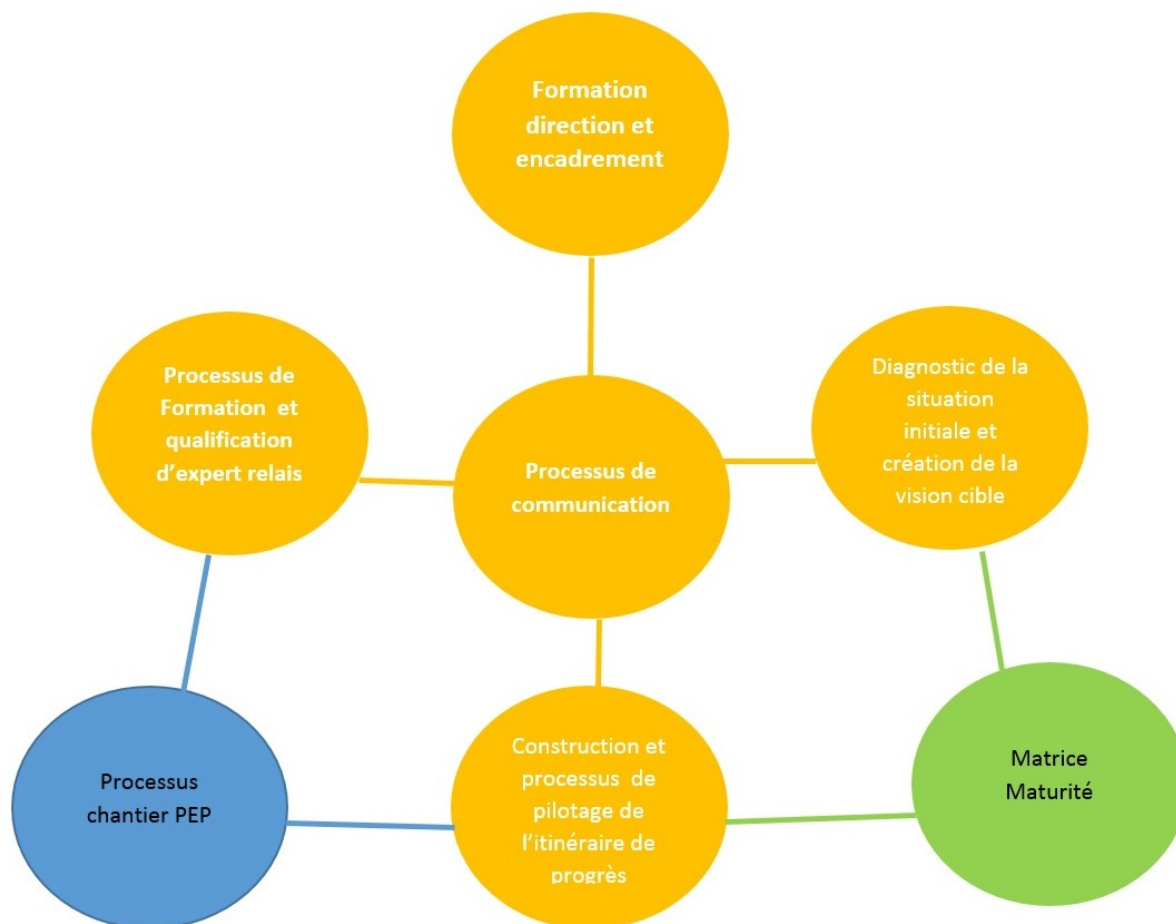 Formation
direction et
encadrement
Processus de
Formation et
qualification
d'expert relais
Diagnostic de la
situation
initiale et
création de la
vision cible
Processus de
communication
Processus
chantier PEP
Construction et
processus de
pilotage de
l'itinéraire de
progrès
Matrice
Maturité